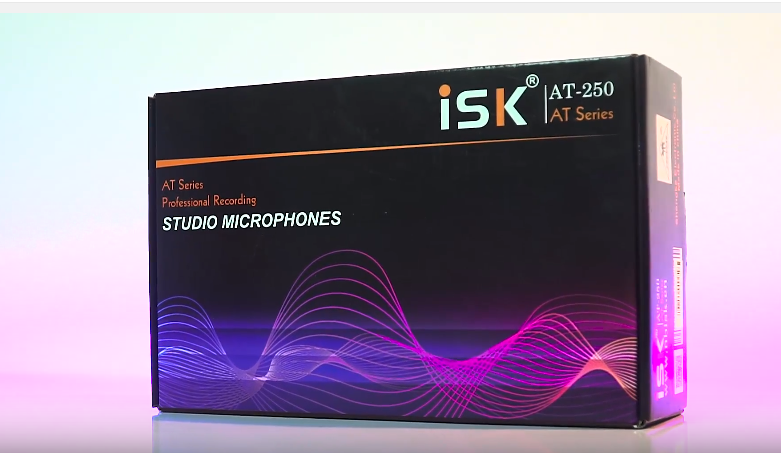 iSK®
AT-250
AT Series
AT Series
Professional Recording
STUDIO MICROPHONES